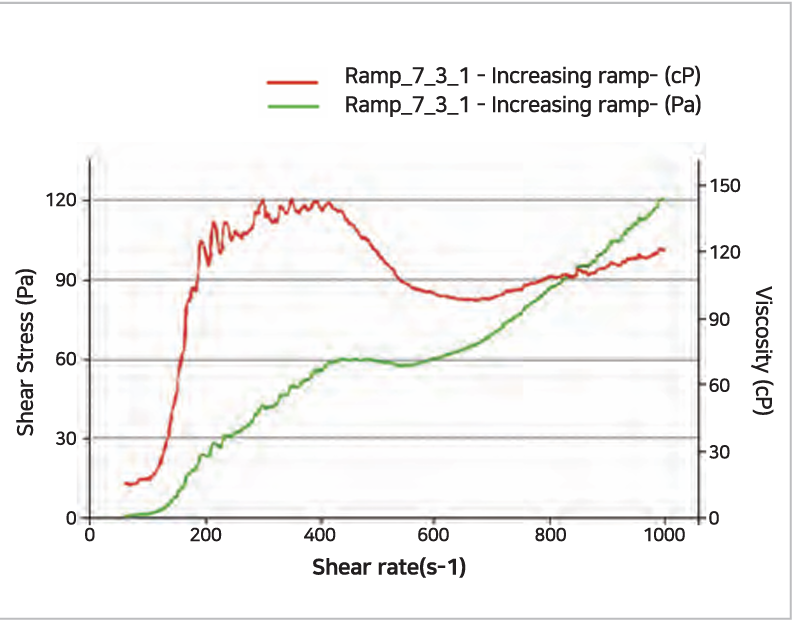 Ramp_7_3_1 - Increasing ramp- (cP)
Ramp_7_3_1 - Increasing ramp- (Pa)
Shear Stress (Pa)
120
90
60
30
0
150
120
90
60
30
0
Viscosity (cP)
0 200 400 600 800 1000
Shear rate(s-1)